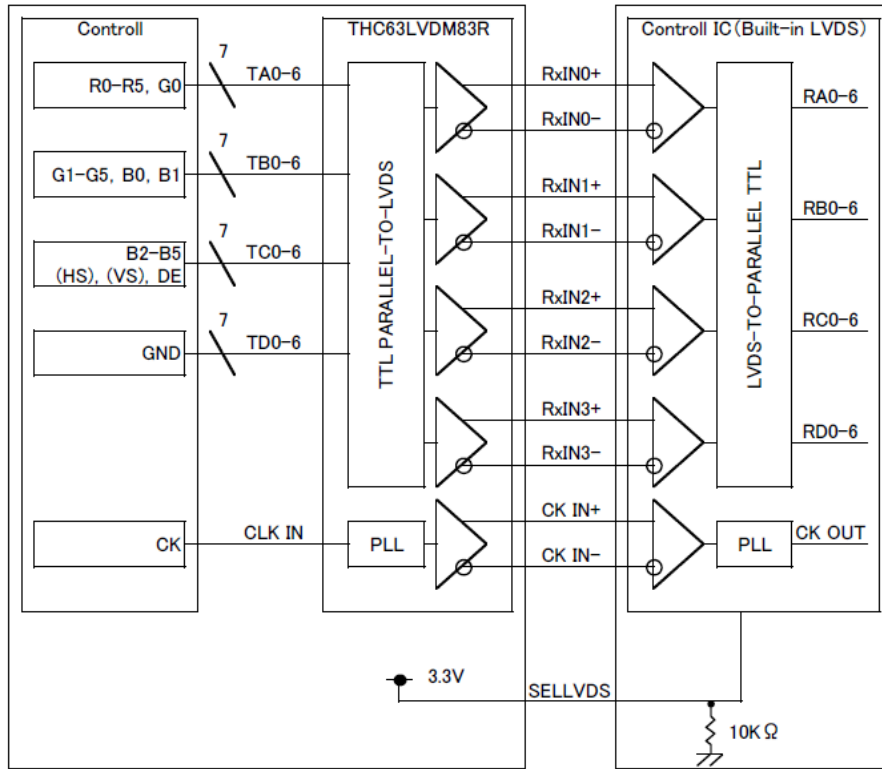 Controll
THC63LVDM83R
Controll IC(Built-in LVDS)
R0-R5, G0
7
TA0-6
G1-G5, B0, B1
7
TB0-6
B2-B5
(HS), (VS), DE
7
TC0-6
GND
7
TD0-6
CK
CLK IN
TTL PARALLEL-TO-LVDS
PLL
RxIN0+
RxIN0-
RxIN1+
RxIN1-
RxIN2+
RxIN2-
RxIN3+
RxIN3-
CK IN+
CK IN-
LVDS-TO-PARALLEL TTL
PLL
RA0-6
RB0-6
RC0-6
RD0-6
CK OUT
3.3V
SELLVDS
10KΩ